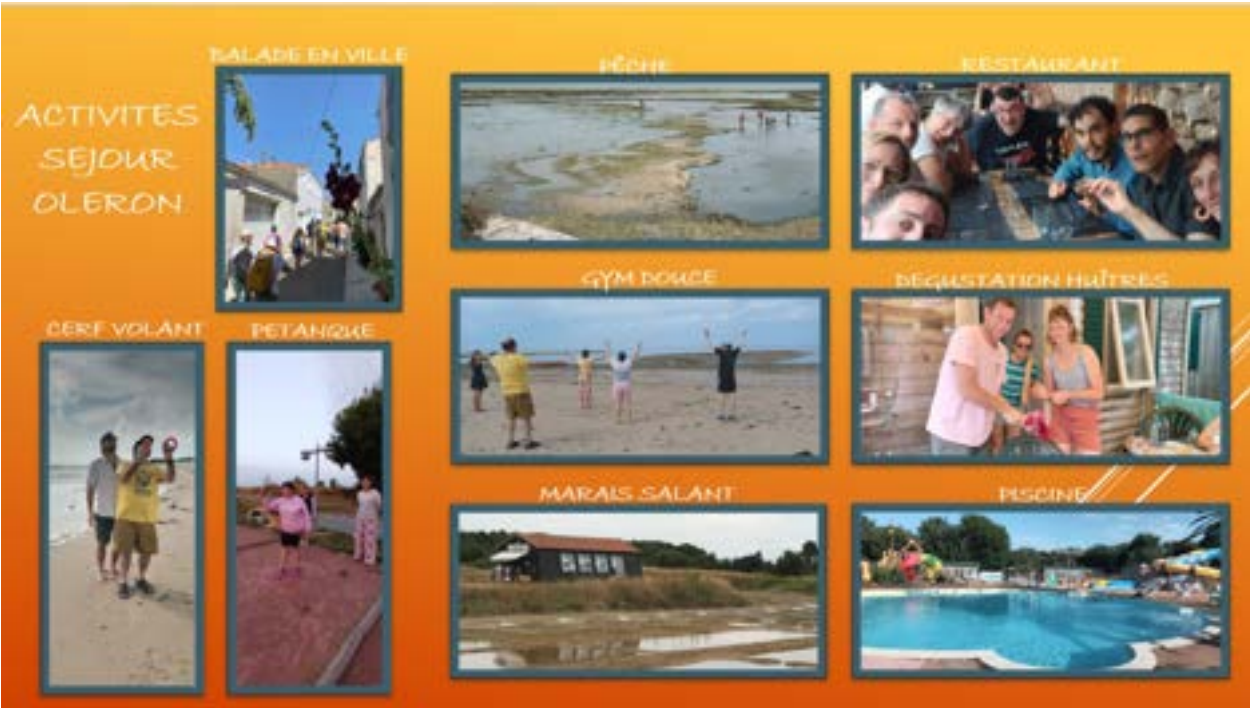 ACTIVITES
SEJOUR
OLERON
BALADE EN VILLE
PÊCHE
RESTAURANT
GYM DOUCE
DEGUSTATION HUÎTRES
CERF VOLANT
PETANQUE
MARAIS SALANT
PISCINE